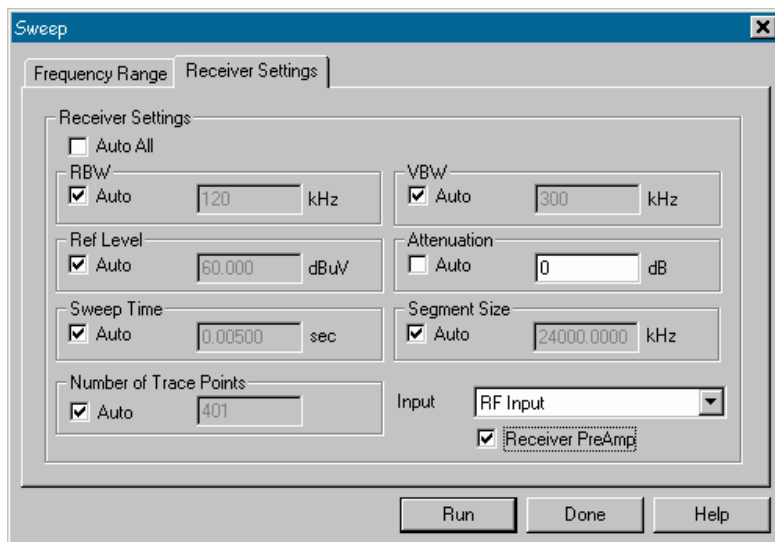 Sweep
Frequency Range Receiver Settings
Receiver Settings
Auto All
RBW
Auto 120 kHz
VBW
Auto 300 kHz
Ref Level
Auto 60.000 dBuV
Attenuation
Auto 0 dB
Sweep Time
Auto 0.00500 sec
Segment Size
Auto 24000.0000 kHz
Number of Trace Points
Auto 401
Input RF Input
Receiver PreAmp
Run Done Help